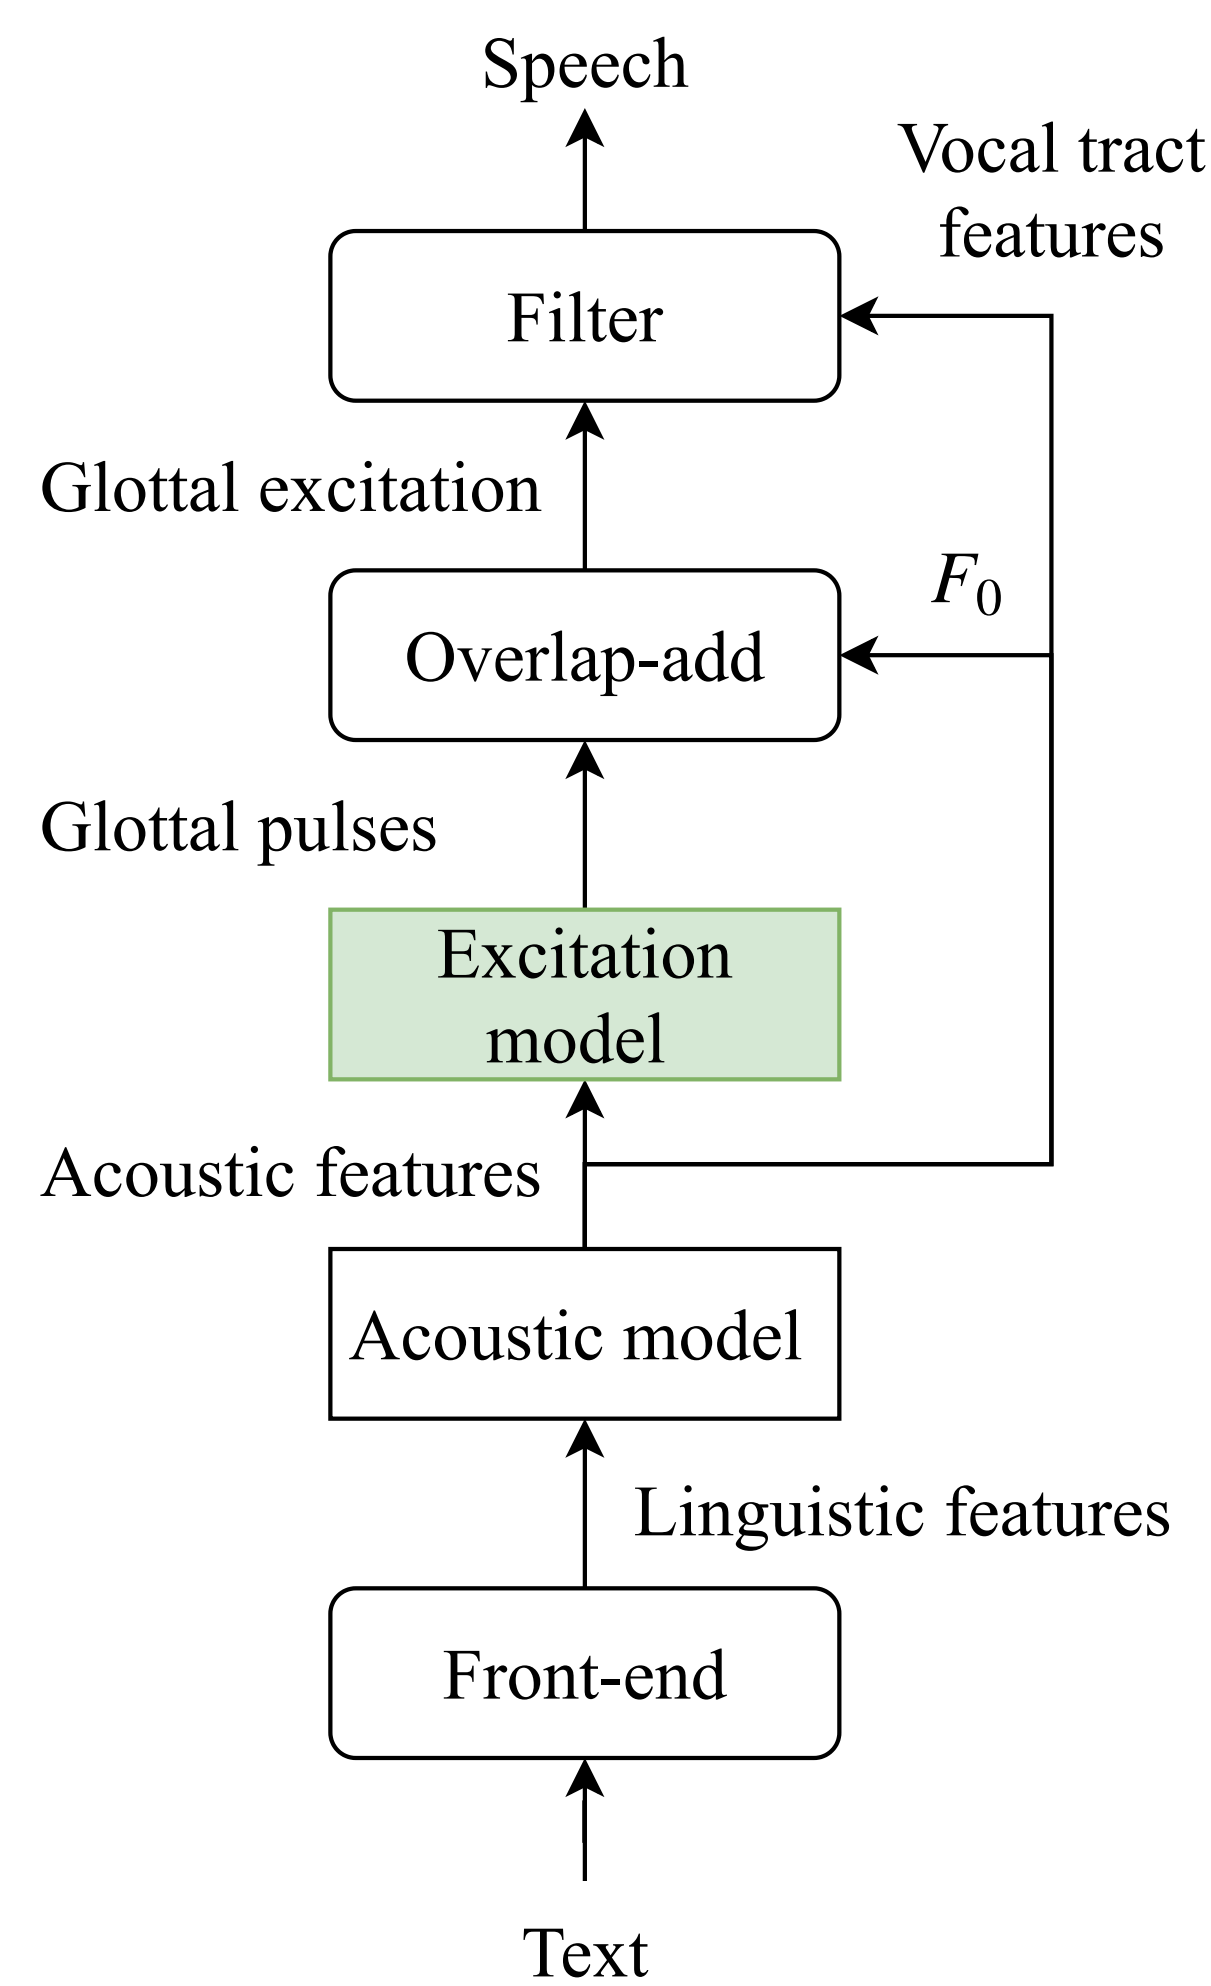 Speech
Vocal tract
features
Filter
Glottal excitation
F₀
Overlap-add
Glottal pulses
Excitation
model
Acoustic features
Acoustic model
Linguistic features
Front-end
Text